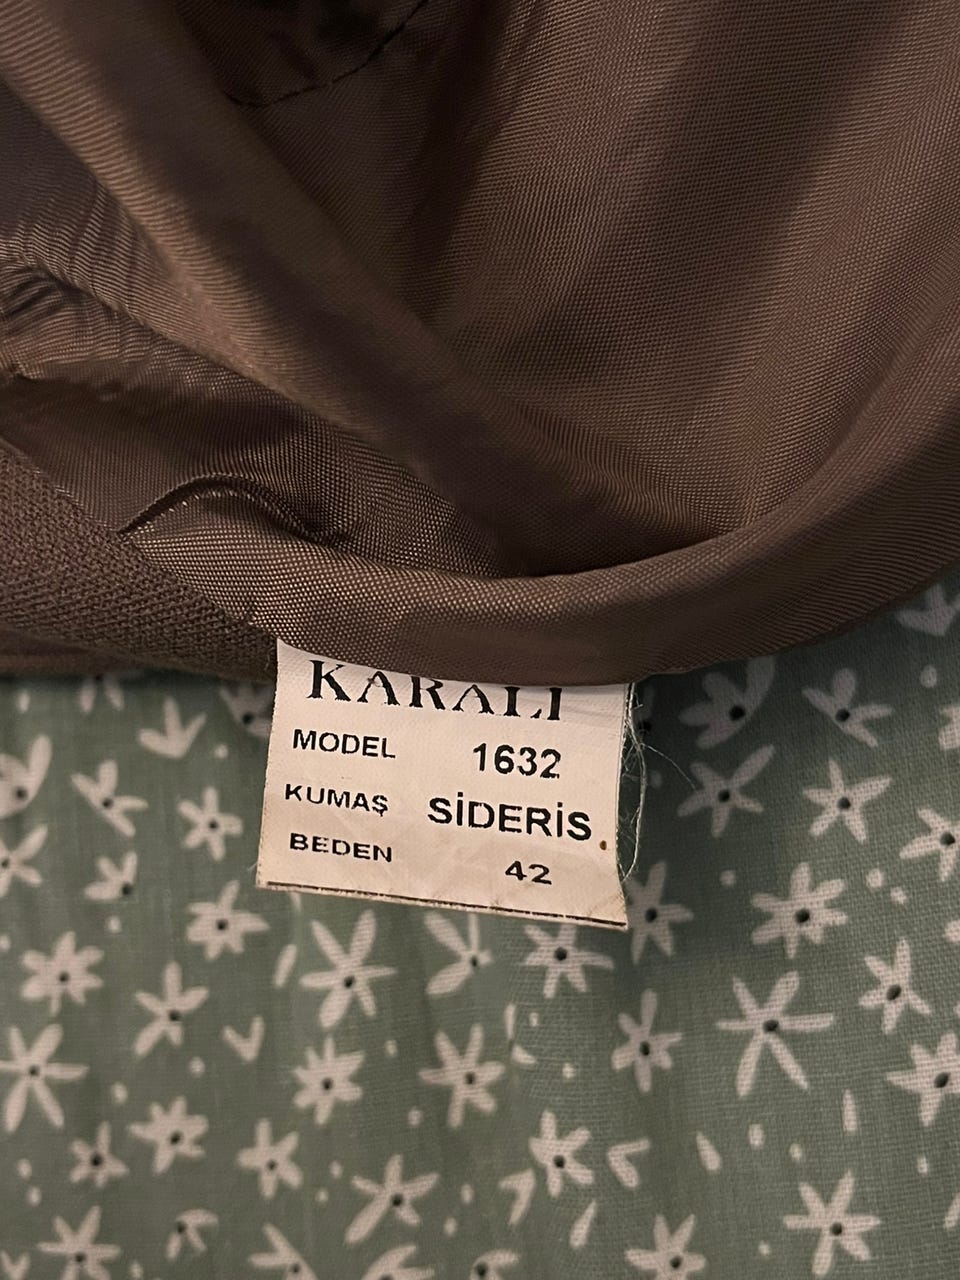 KARALI
MODEL 1632
KUMAŞ SİDERİS
BEDEN 42